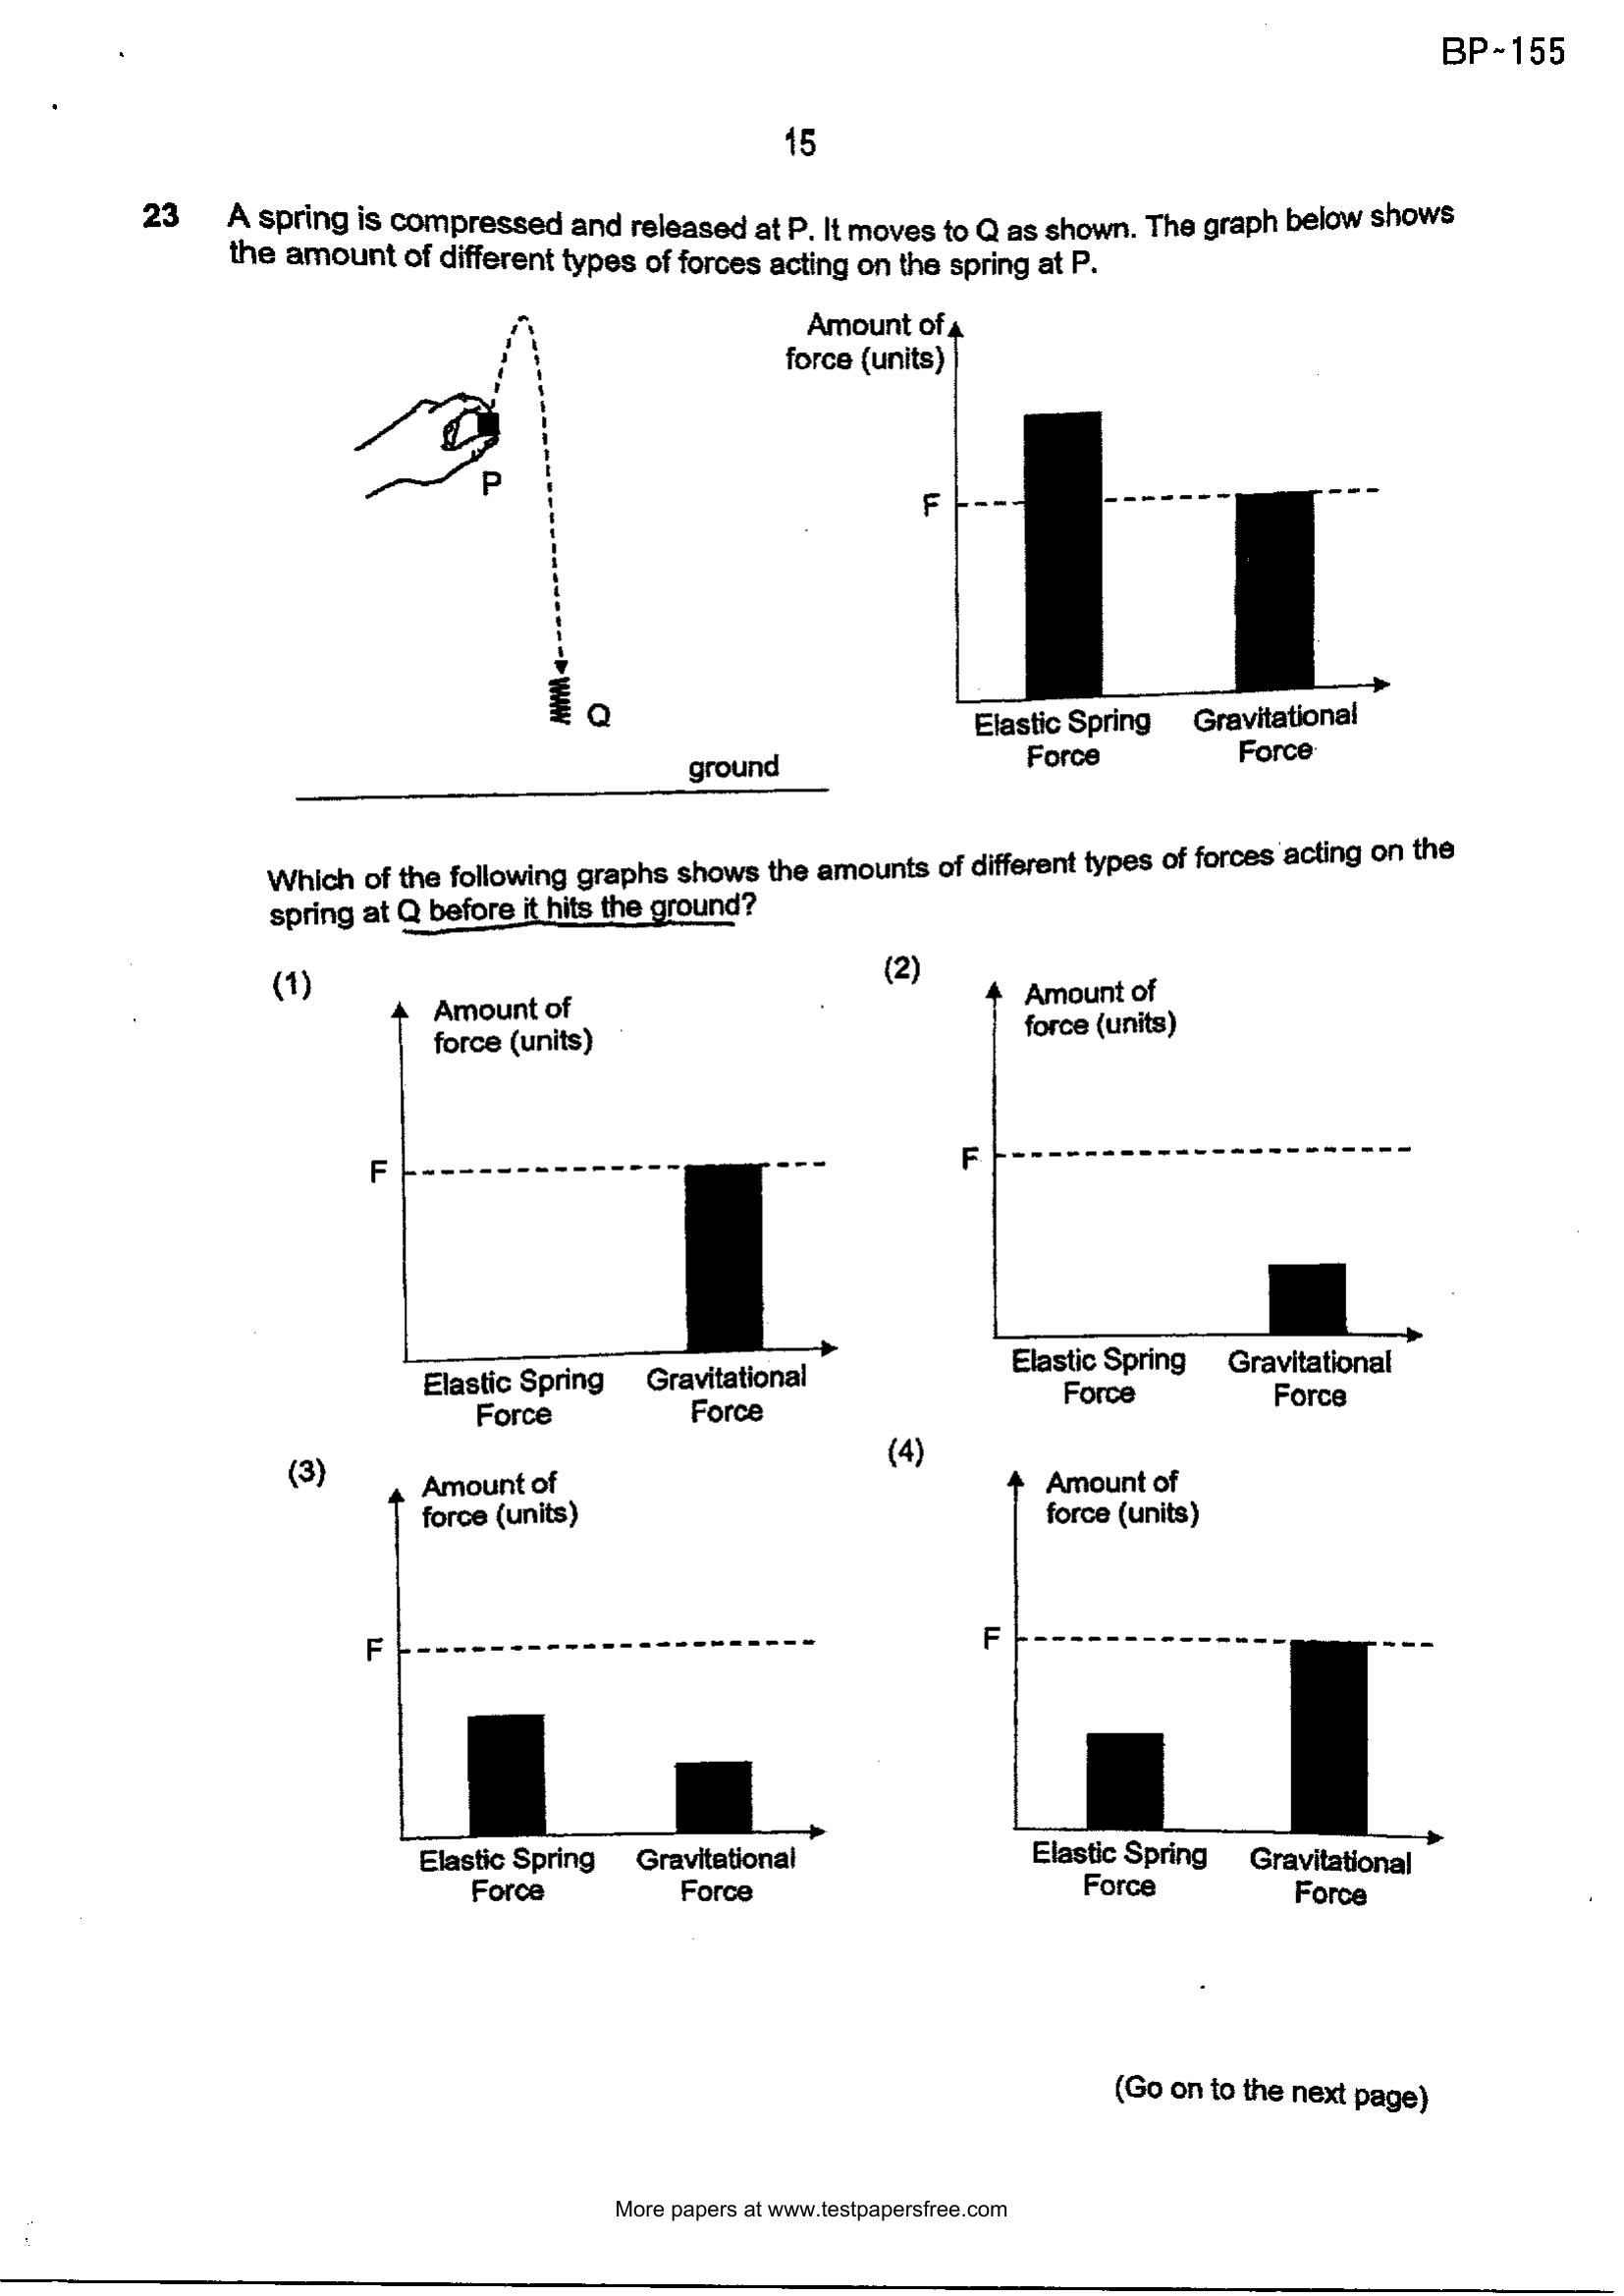 BP-155
15
23 A spring is compressed and released at P. It moves to Q as shown. The graph below shows
the amount of different types of forces acting on the spring at P.
Amount of
force (units)
P
F
Q
Elastic Spring Gravitational
Force Force
ground
Which of the following graphs shows the amounts of different types of forces acting on the
spring at Q before it hits the ground?
(1) (2)
Amount of Amount of
force (units) force (units)
F F
Elastic Spring Gravitational Elastic Spring Gravitational
Force Force Force Force
(3) (4)
Amount of Amount of
force (units) force (units)
F F
Elastic Spring Gravitational Elastic Spring Gravitational
Force Force Force Force
(Go on to the next page)
More papers at www.testpapersfree.com